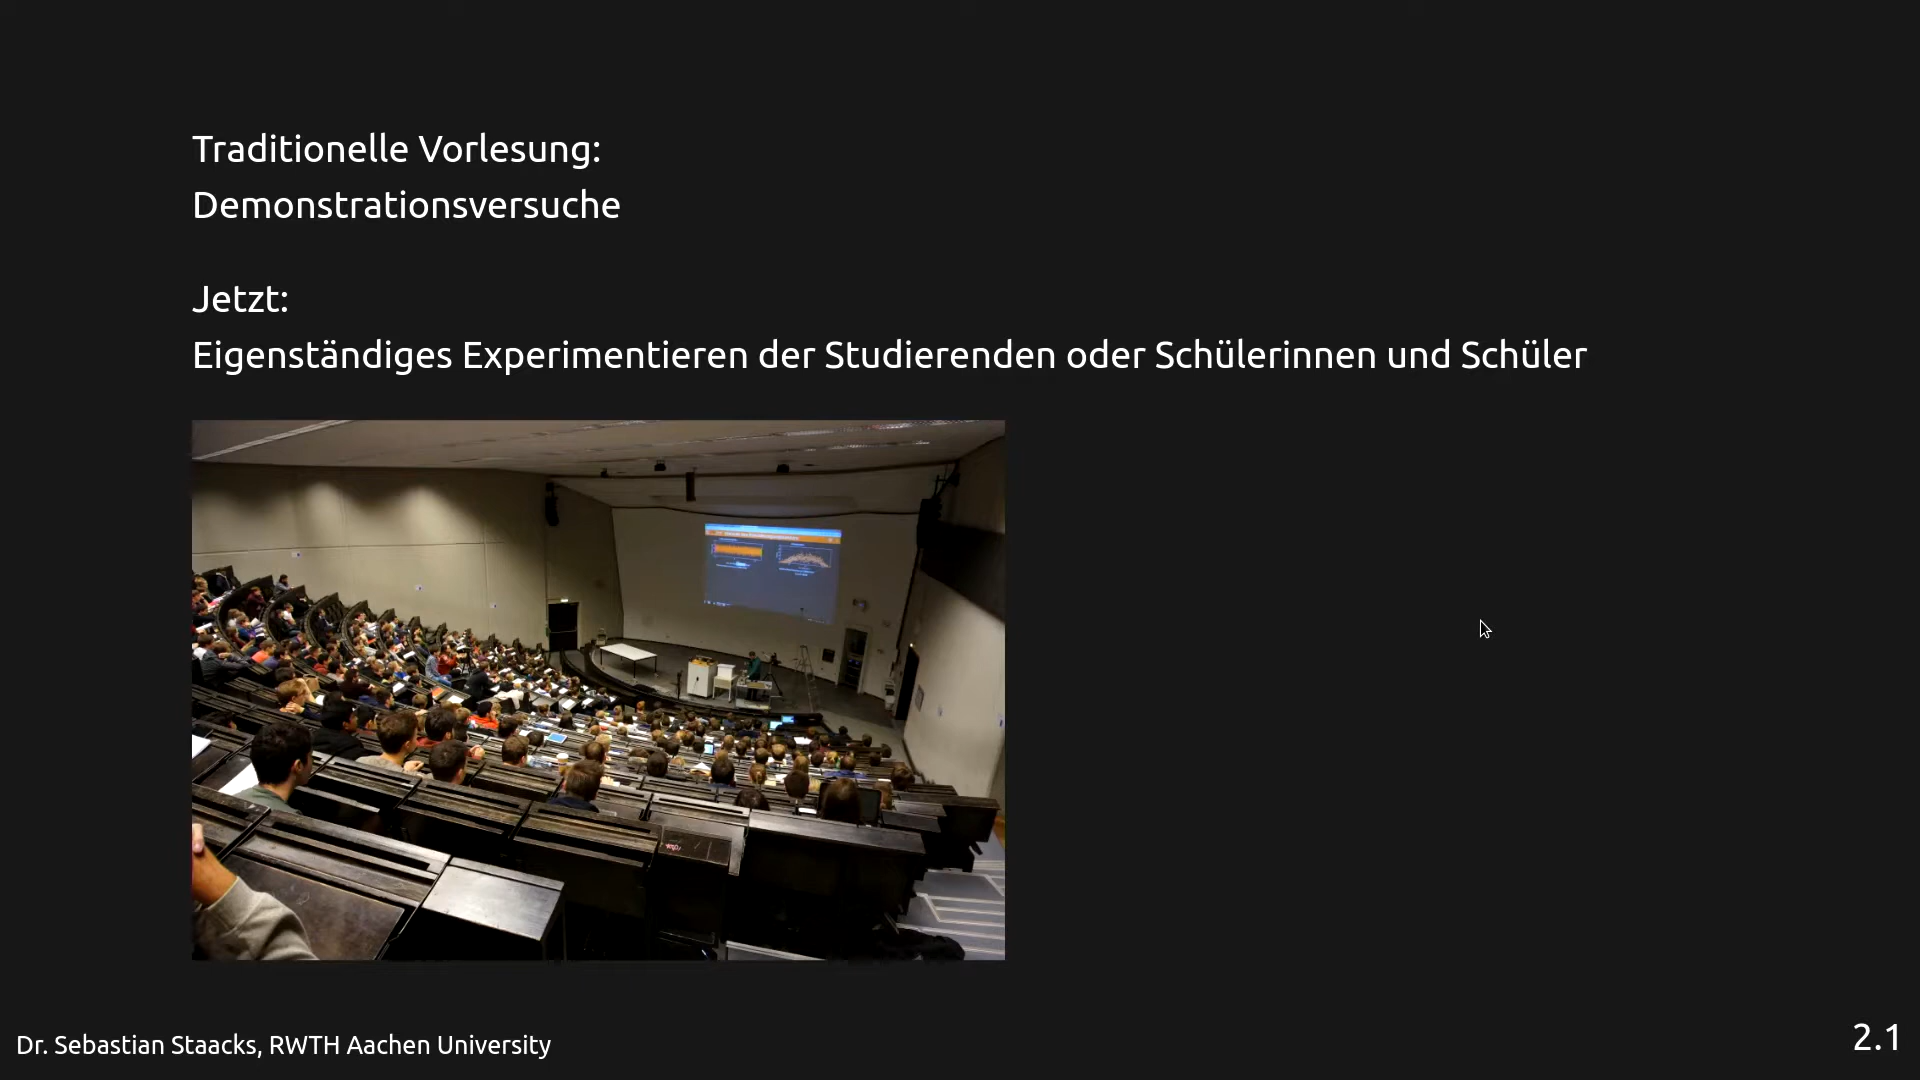 Traditionelle Vorlesung:
Demonstrationsversuche
Jetzt:
Eigenständiges Experimentieren der Studierenden oder Schülerinnen und Schüler
Dr. Sebastian Staacks, RWTH Aachen University
2.1